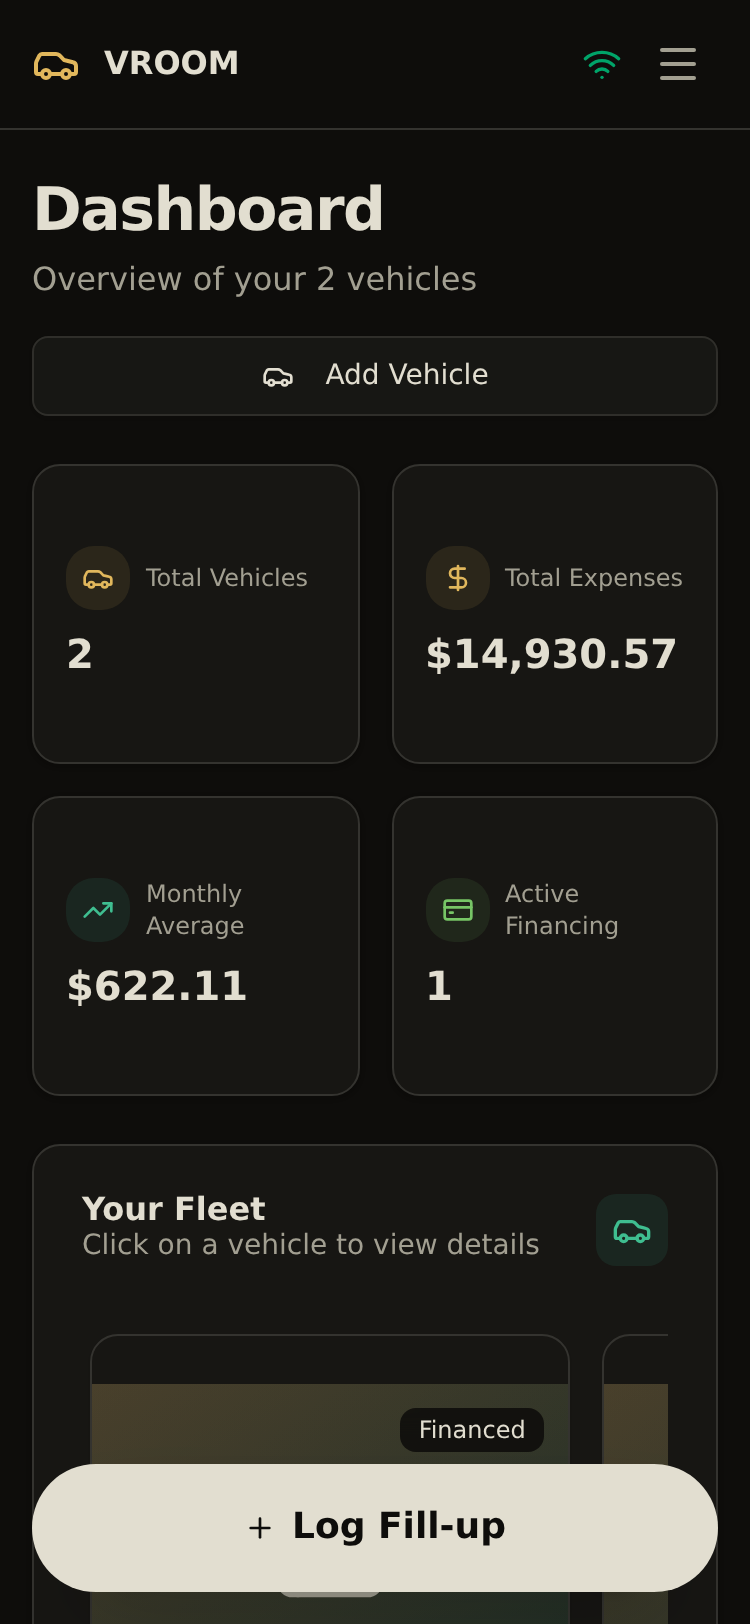 VROOM
Dashboard
Overview of your 2 vehicles
Add Vehicle
Total Vehicles
2
Total Expenses
$14,930.57
Monthly
Average
$622.11
Active
Financing
1
Your Fleet
Click on a vehicle to view details
Financed
+ Log Fill-up